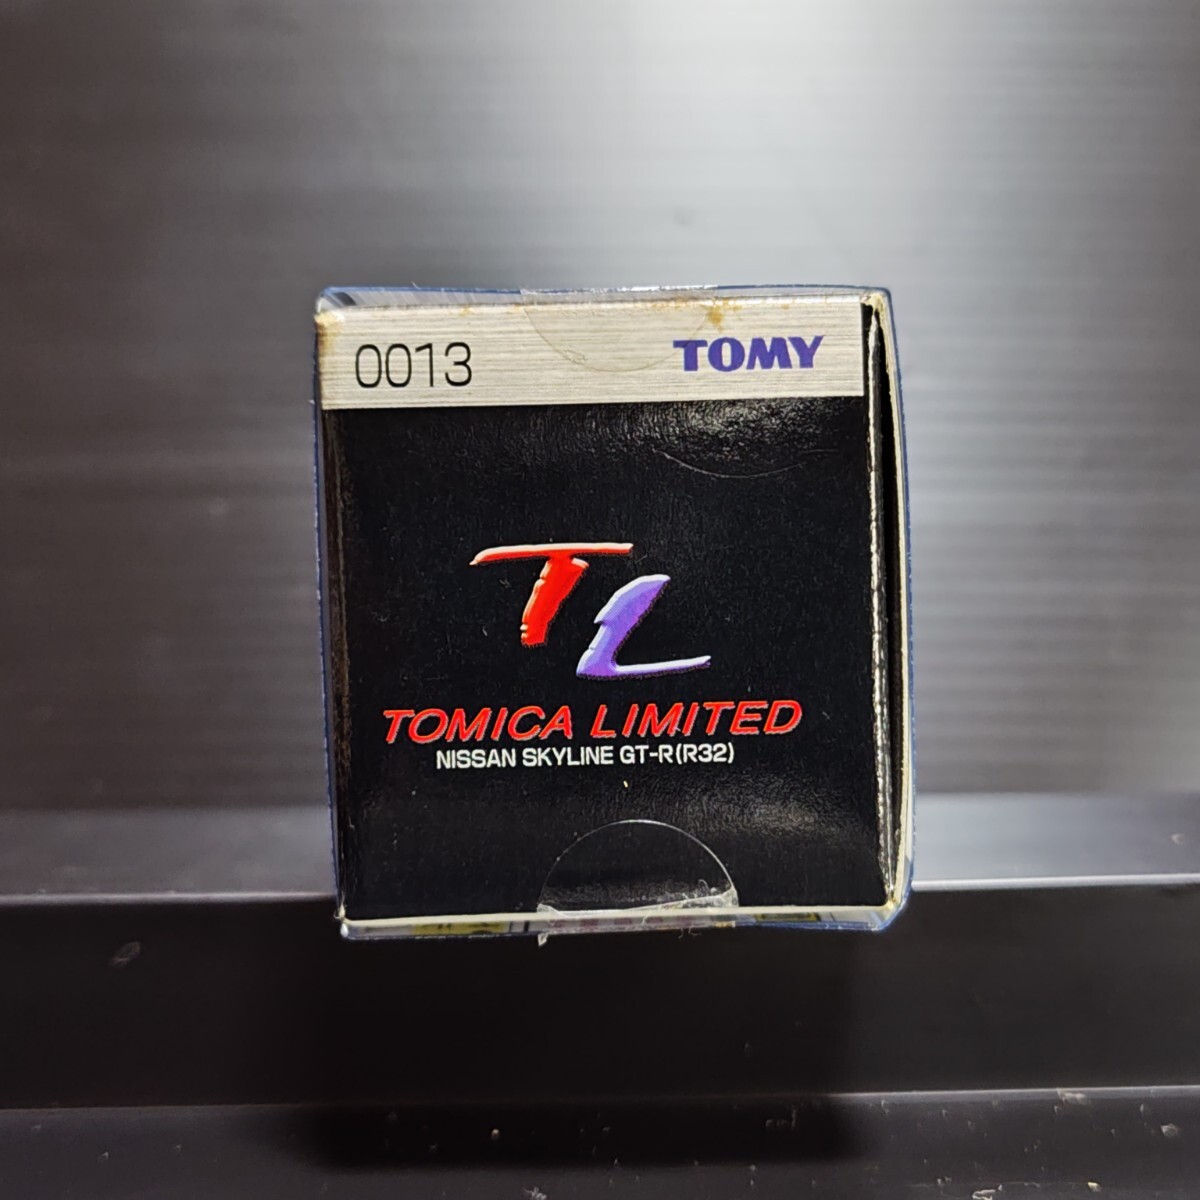 0013 TOMY
TL
TOMICA LIMITED
NISSAN SKYLINE GT-R(R32)